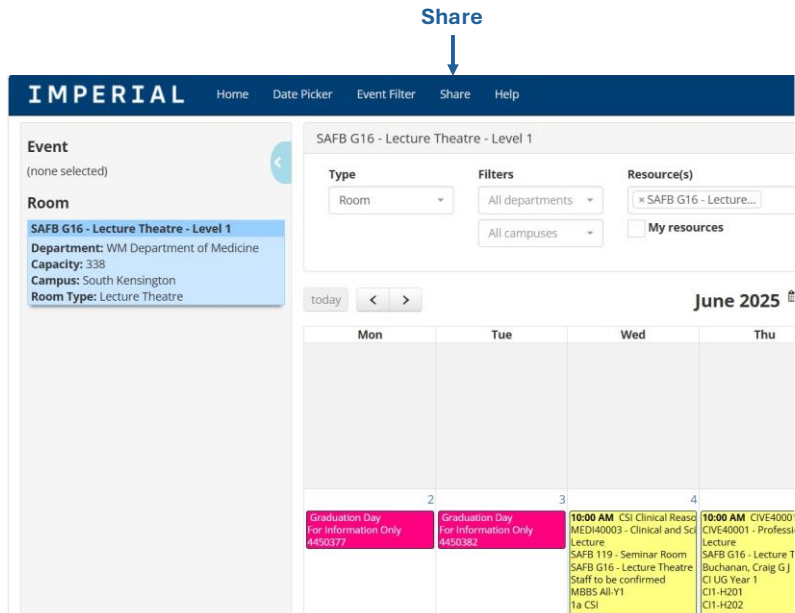 Share
IMPERIAL Home Date Picker Event Filter Share Help
Event
(none selected)
Room
SAFB G16 - Lecture Theatre - Level 1
Department: WM Department of Medicine
Capacity: 338
Campus: South Kensington
Room Type: Lecture Theatre
SAFB G16 - Lecture Theatre - Level 1
Type Filters Resource(s)
Room All departments × SAFB G16 - Lecture...
All campuses My resources
today < > June 2025
Mon Tue Wed Thu
2 3 4
Graduation Day
For Information Only
4450377
Graduation Day
For Information Only
4450382
10:00 AM CSI Clinical Reaso
MEDI40003 - Clinical and Sci
Lecture
SAFB 119 - Seminar Room
SAFB G16 - Lecture Theatre
Staff to be confirmed
MBBS All-Y1
1a CSI
10:00 AM CIVE40001
CIVE40001 - Professi
Lecture
SAFB G16 - Lecture T
Buchanan, Craig G J
CI UG Year 1
CI1-H201
CI1-H202